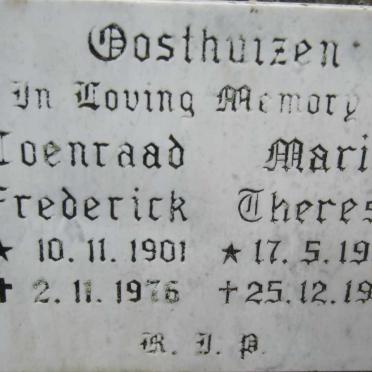 Oosthuizen
In Loving Memory
Coenraad Mari
Frederick Theres
★ 10.11.1901 ★ 17.5.19
✝ 2.11.1976 ✝ 25.12.19
R.I.P.